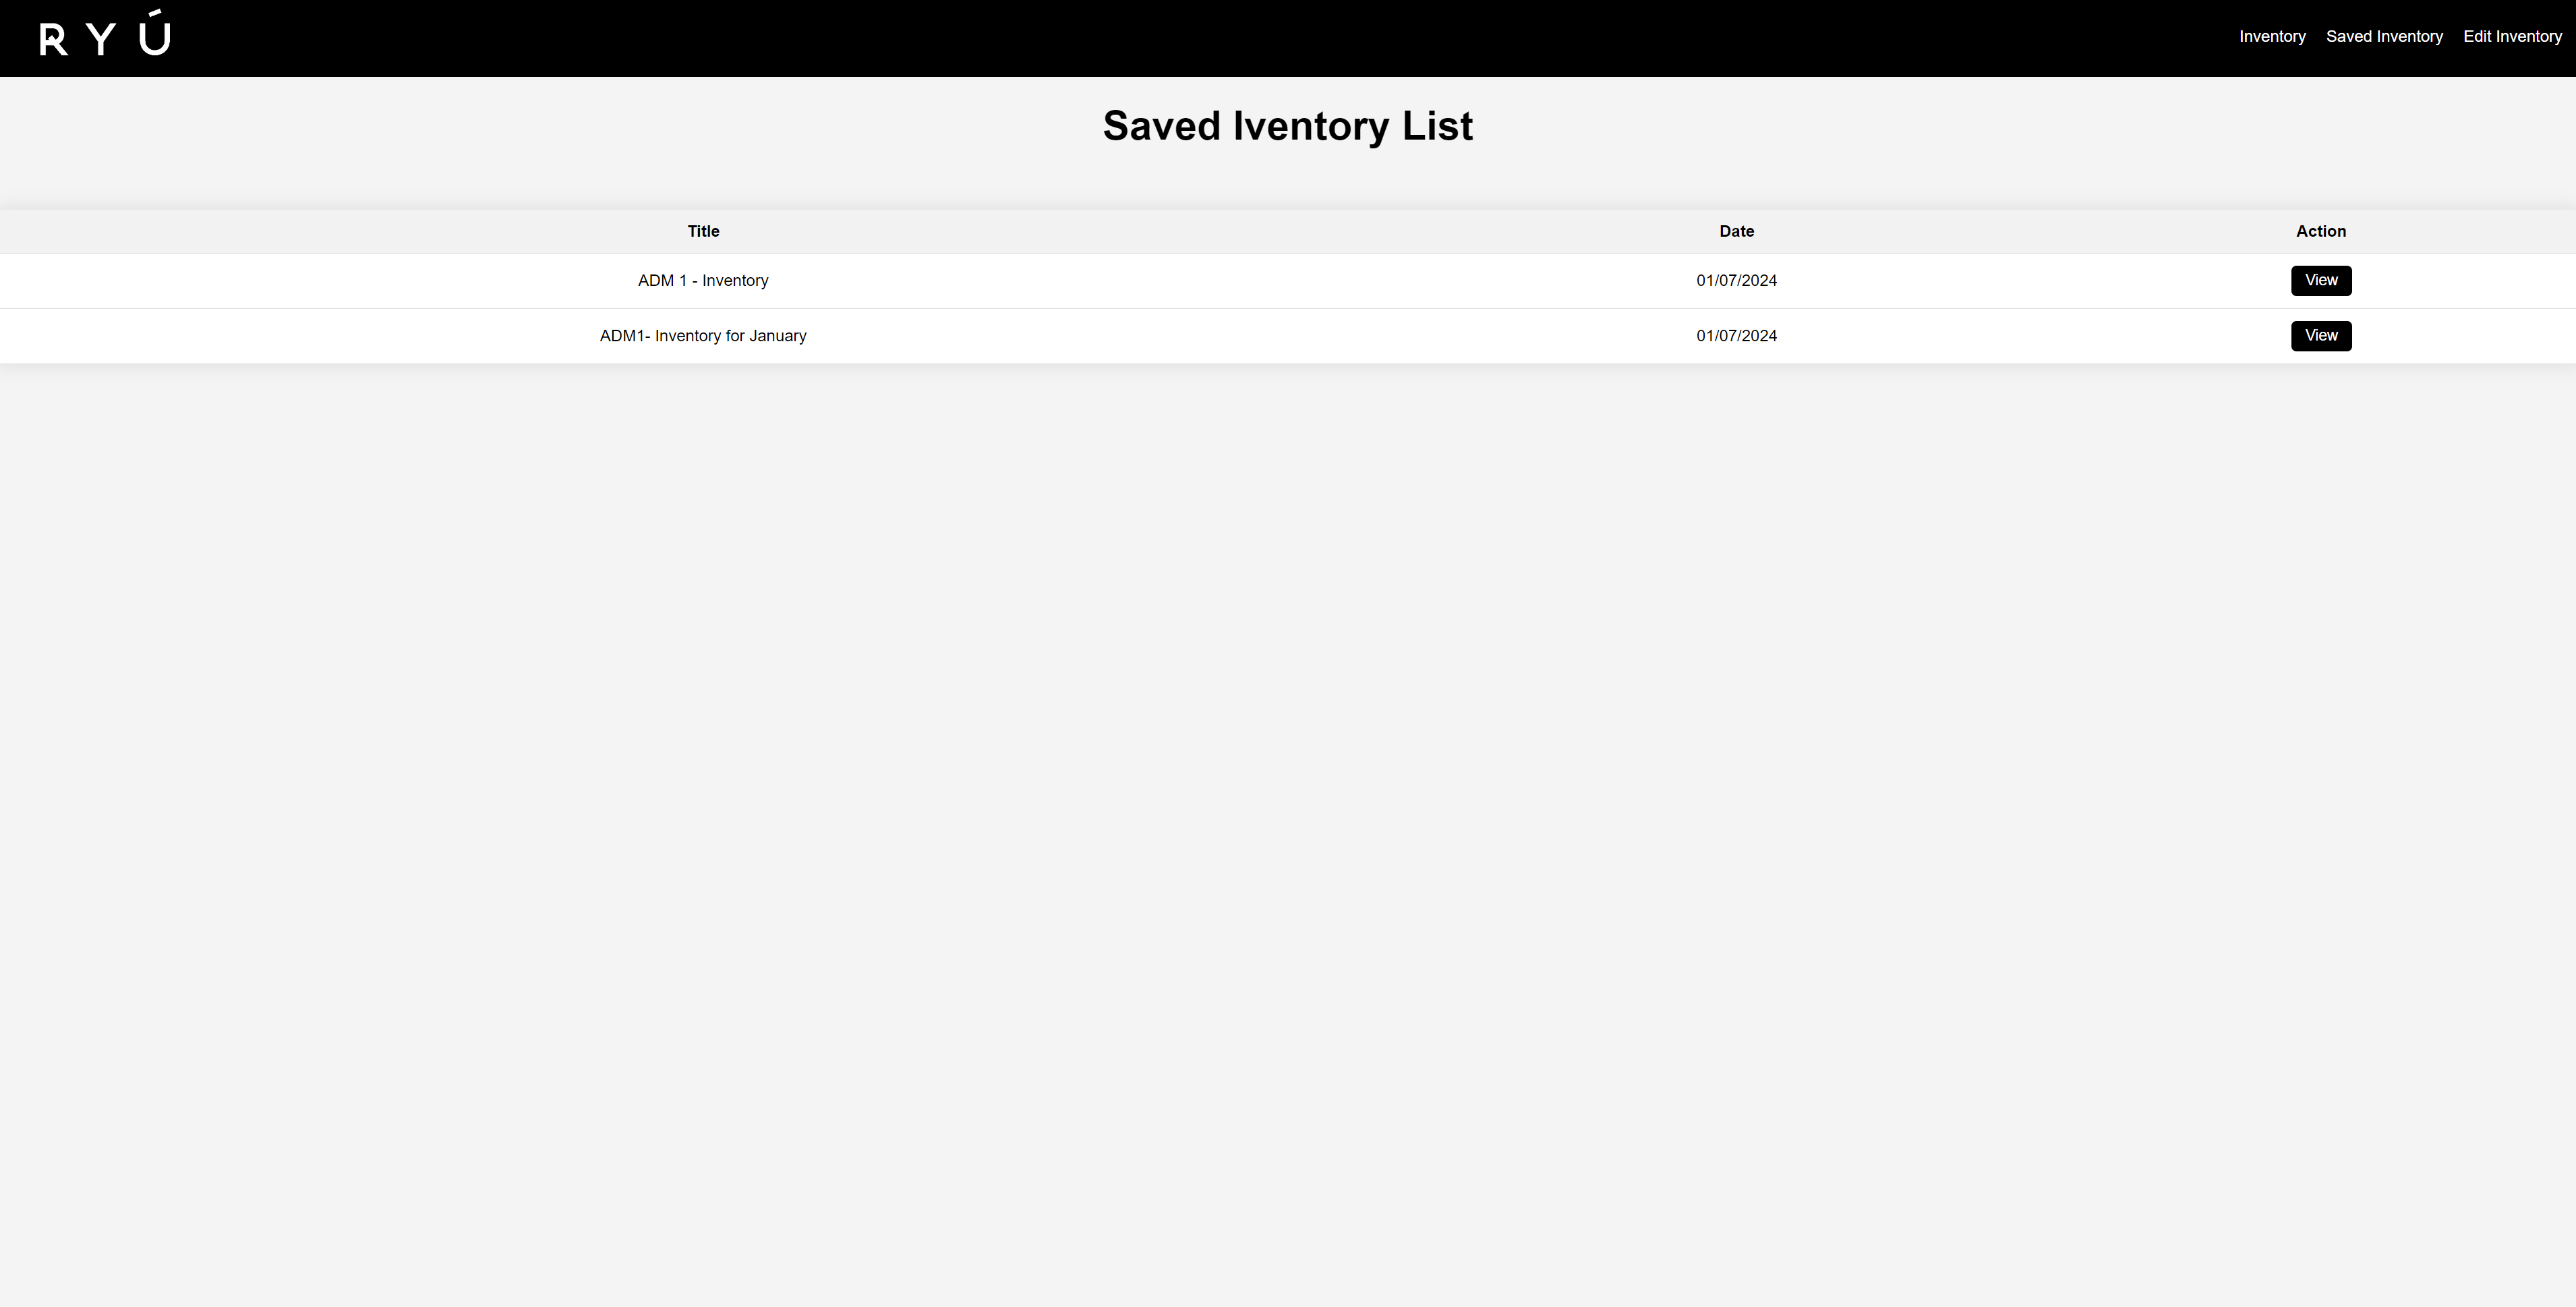 RYÚ
Inventory Saved Inventory Edit Inventory
Saved Iventory List
Title Date Action
ADM 1 - Inventory 01/07/2024 View
ADM1- Inventory for January 01/07/2024 View